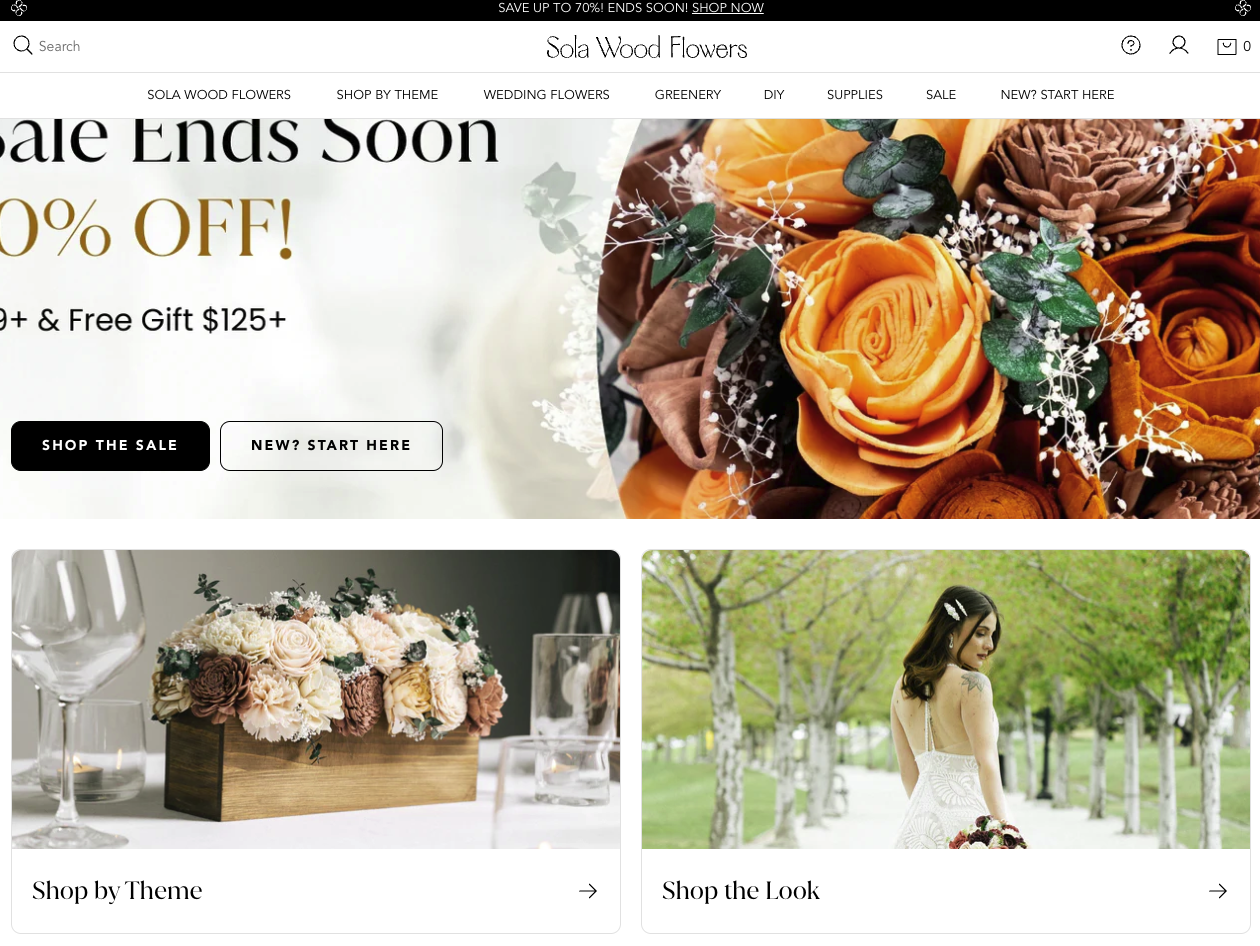 SAVE UP TO 70%! ENDS SOON! SHOP NOW
Search
Sola Wood Flowers
0
SOLA WOOD FLOWERS
SHOP BY THEME
WEDDING FLOWERS
GREENERY
DIY
SUPPLIES
SALE
NEW? START HERE
Sale Ends Soon
0% OFF!
9+ & Free Gift $125+
SHOP THE SALE
NEW? START HERE
Shop by Theme
Shop the Look